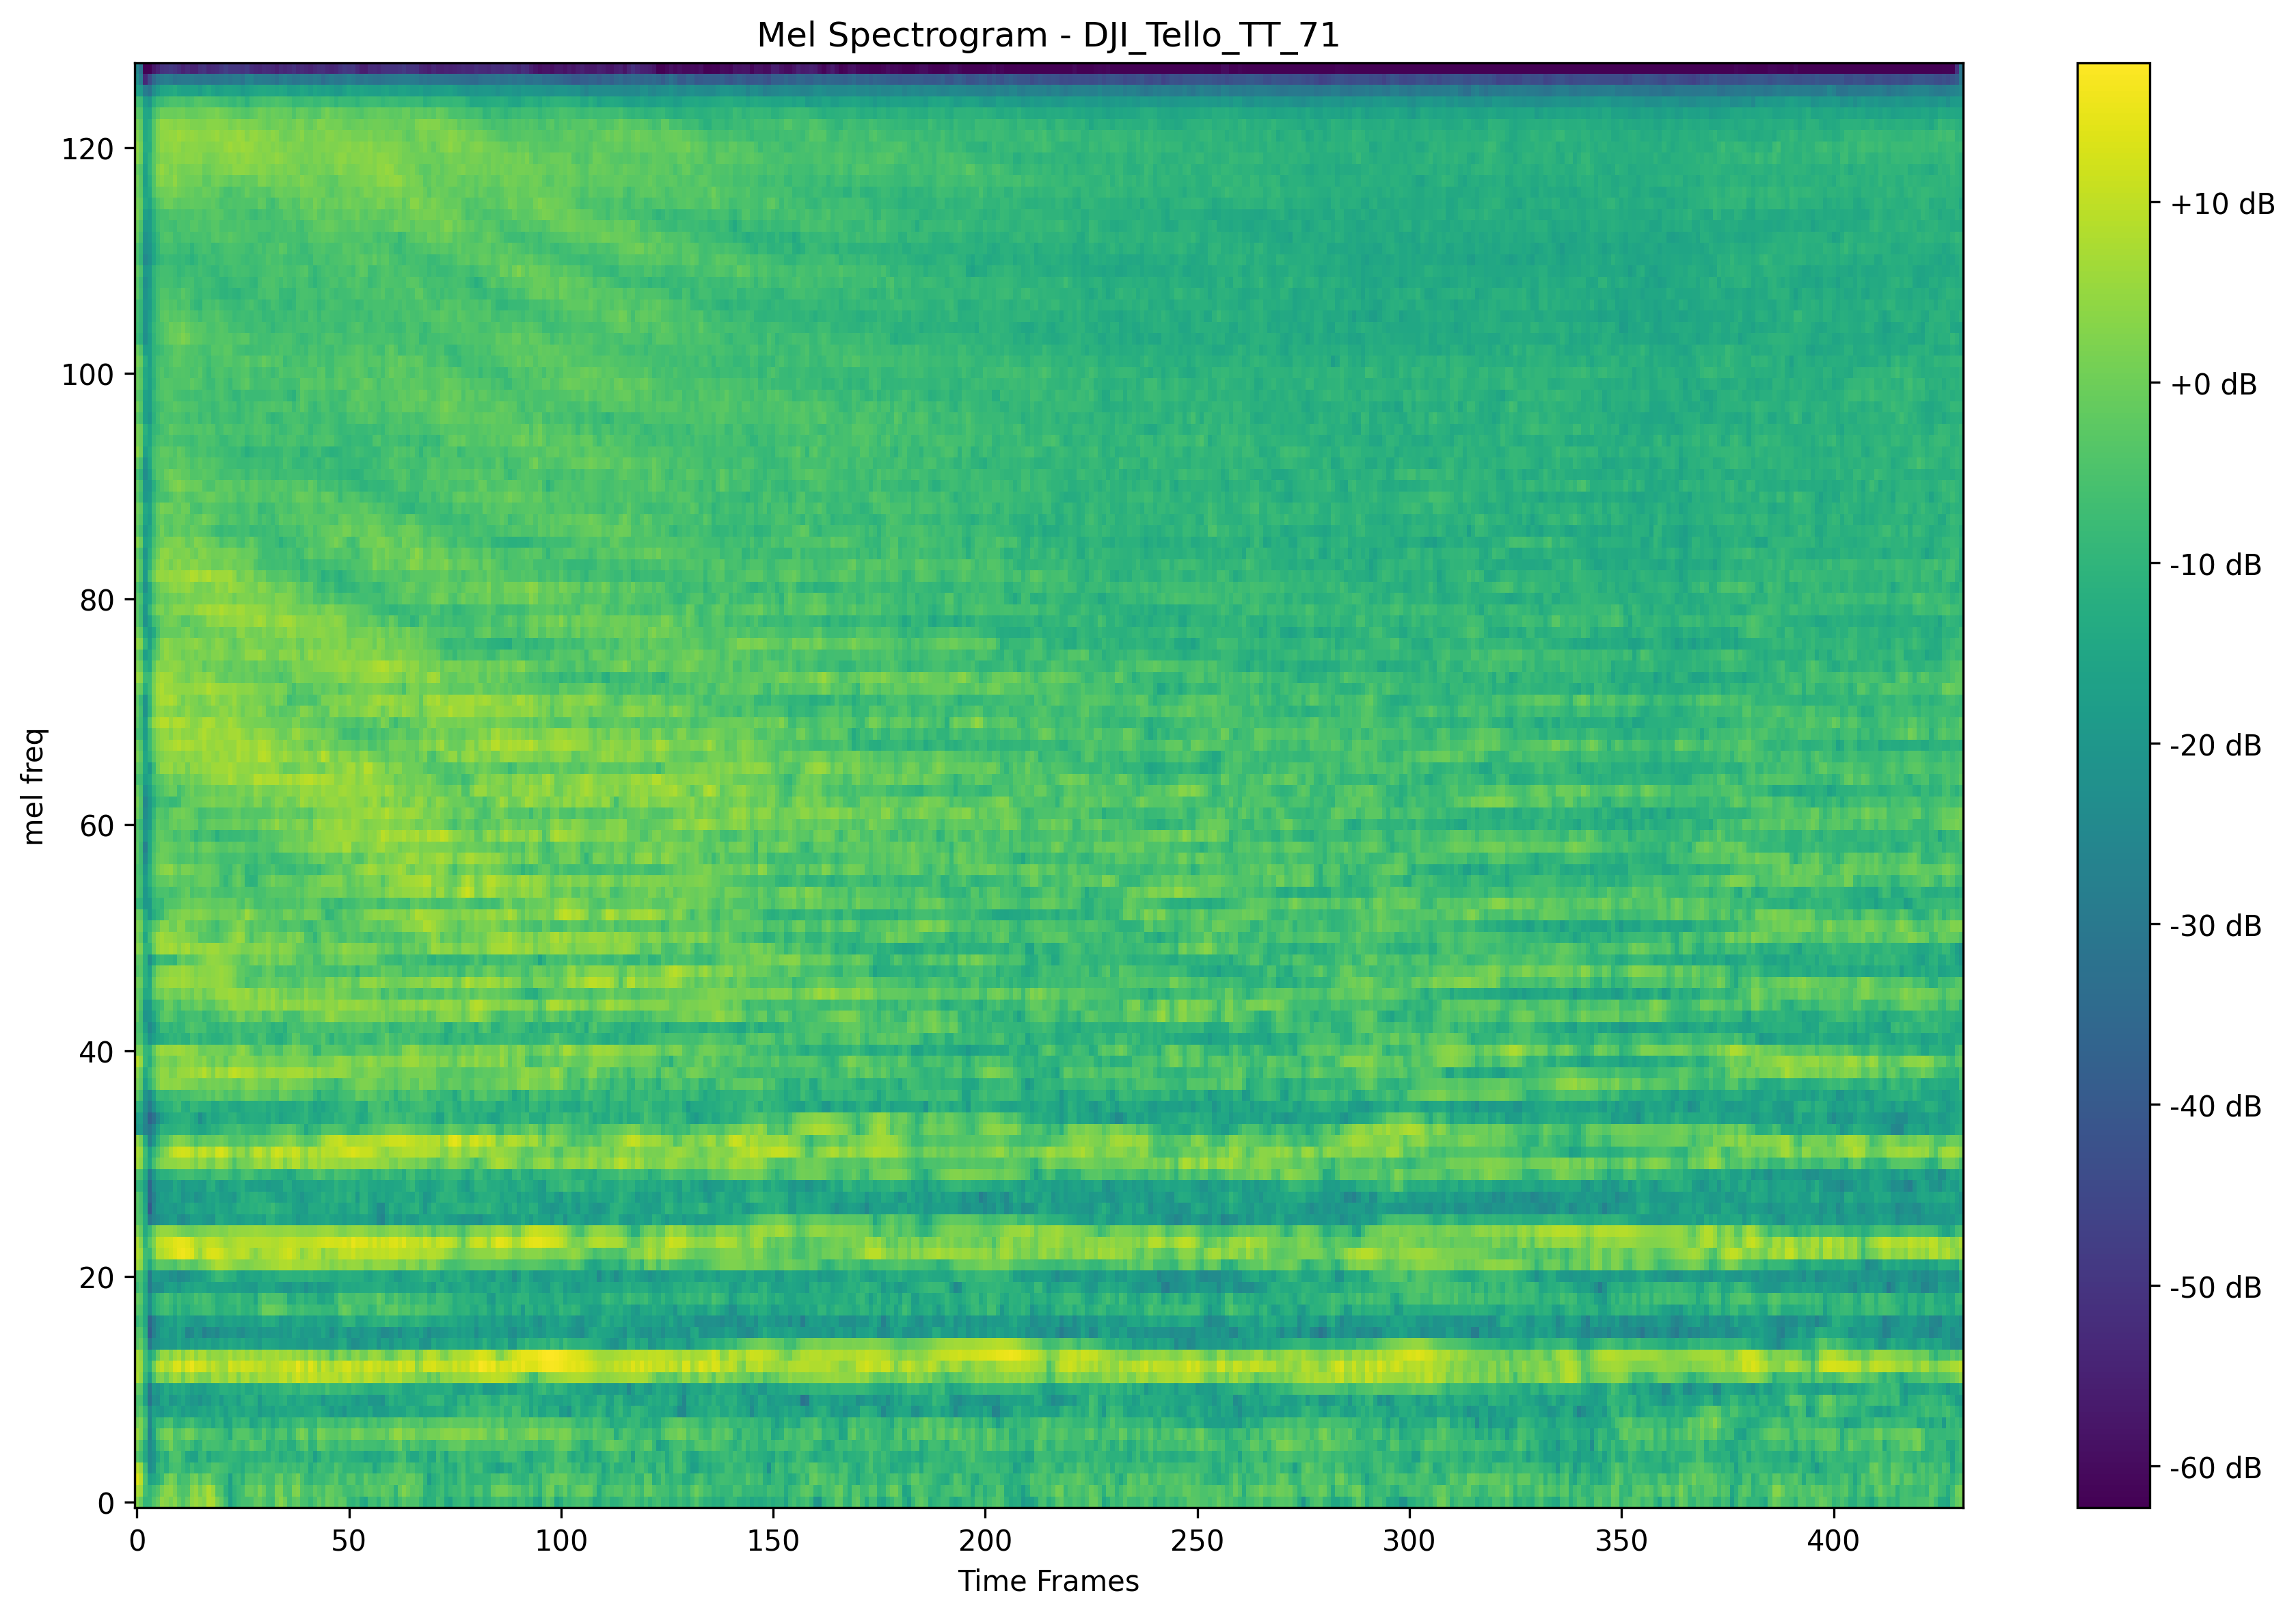 Mel Spectrogram - DJI_Tello_TT_71
mel freq
120
100
80
60
40
20
0
0 50 100 150 200 250 300 350 400
Time Frames
+10 dB
+0 dB
-10 dB
-20 dB
-30 dB
-40 dB
-50 dB
-60 dB